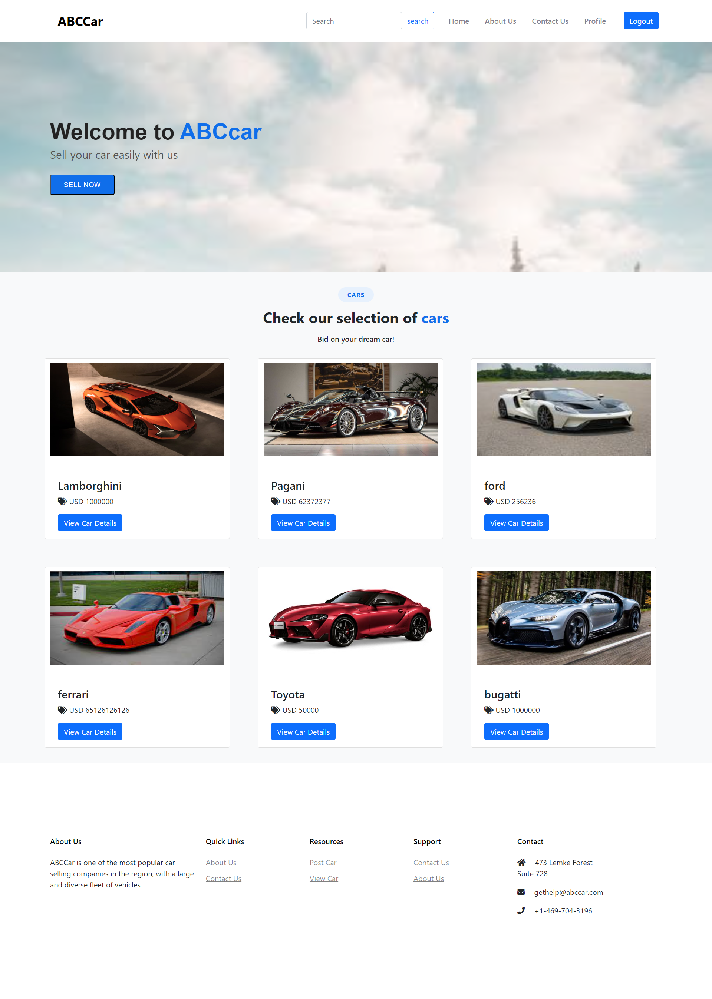 ABCCar
Search
search
Home
About Us
Contact Us
Profile
Logout
Welcome to ABCcar
Sell your car easily with us
SELL NOW
CARS
Check our selection of cars
Bid on your dream car!
Lamborghini
USD 1000000
View Car Details
Pagani
USD 62372377
View Car Details
ford
USD 256236
View Car Details
ferrari
USD 65126126126
View Car Details
Toyota
USD 50000
View Car Details
bugatti
USD 1000000
View Car Details
About Us
ABCCar is one of the most popular car
selling companies in the region, with a large
and diverse fleet of vehicles.
Quick Links
About Us
Contact Us
Resources
Post Car
View Car
Support
Contact Us
About Us
Contact
473 Lemke Forest
Suite 728
gethelp@abccar.com
+1-469-704-3196